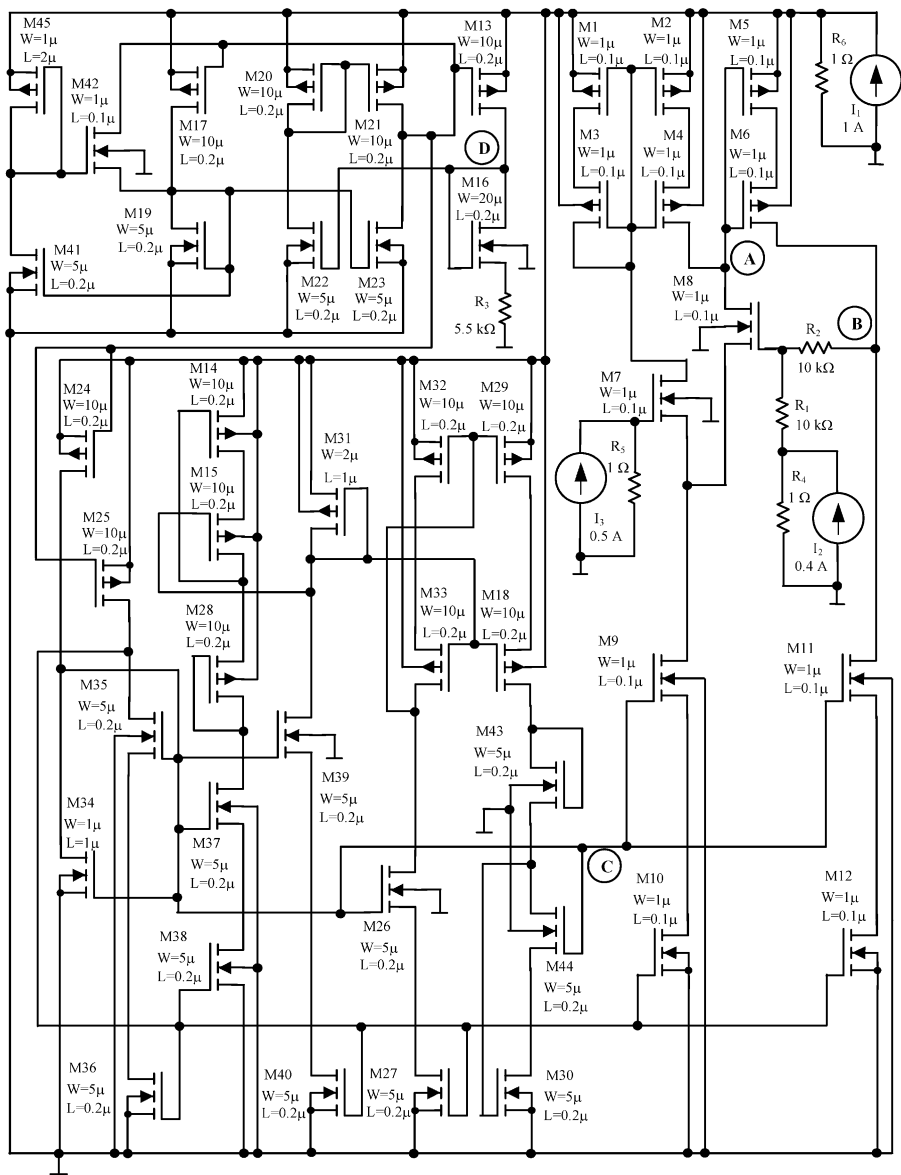 M45
W=1µ
L=2µ
M42
W=1µ
L=0.1µ
M17
W=10µ
L=0.2µ
M20
W=10µ
L=0.2µ
M21
W=10µ
L=0.2µ
M13
W=10µ
L=0.2µ
D
M16
W=20µ
L=0.2µ
M19
W=5µ
L=0.2µ
M41
W=5µ
L=0.2µ
M22
W=5µ
L=0.2µ
M23
W=5µ
L=0.2µ
R3
5.5 kΩ
M1
W=1µ
L=0.1µ
M2
W=1µ
L=0.1µ
M5
W=1µ
L=0.1µ
R6
1 Ω
I1
1 A
M3
W=1µ
L=0.1µ
M4
W=1µ
L=0.1µ
M6
W=1µ
L=0.1µ
A
M8
W=1µ
L=0.1µ
B
R2
10 kΩ
M7
W=1µ
L=0.1µ
R1
10 kΩ
R5
1 Ω
I3
0.5 A
R4
1 Ω
I2
0.4 A
M24
W=10µ
L=0.2µ
M14
W=10µ
L=0.2µ
M15
W=10µ
L=0.2µ
M31
W=2µ
L=1µ
M32
W=10µ
L=0.2µ
M29
W=10µ
L=0.2µ
M25
W=10µ
L=0.2µ
M28
W=10µ
L=0.2µ
M33
W=10µ
L=0.2µ
M18
W=10µ
L=0.2µ
M9
W=1µ
L=0.1µ
M11
W=1µ
L=0.1µ
M35
W=5µ
L=0.2µ
M43
W=5µ
L=0.2µ
M39
W=5µ
L=0.2µ
M34
W=1µ
L=1µ
M37
W=5µ
L=0.2µ
C
M10
W=1µ
L=0.1µ
M12
W=1µ
L=0.1µ
M38
W=5µ
L=0.2µ
M26
W=5µ
L=0.2µ
M44
W=5µ
L=0.2µ
M36
W=5µ
L=0.2µ
M40
W=5µ
L=0.2µ
M27
W=5µ
L=0.2µ
M30
W=5µ
L=0.2µ